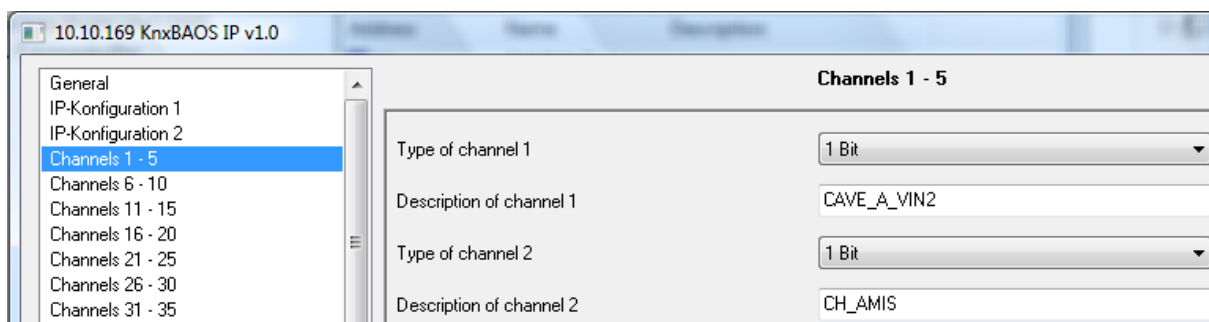 10.10.169 KnxBAOS IP v1.0
General
IP-Konfiguration 1
IP-Konfiguration 2
Channels 1 - 5
Channels 6 - 10
Channels 11 - 15
Channels 16 - 20
Channels 21 - 25
Channels 26 - 30
Channels 31 - 35
Channels 1 - 5
Type of channel 1
1 Bit
Description of channel 1
CAVE_A_VIN2
Type of channel 2
1 Bit
Description of channel 2
CH_AMIS